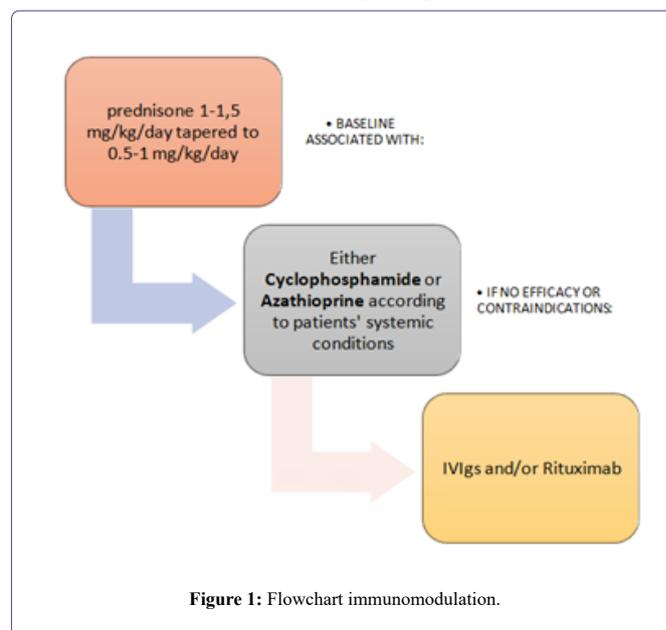 prednisone 1-1,5
mg/kg/day tapered to
0.5-1 mg/kg/day
• BASELINE
ASSOCIATED WITH:
Either
Cyclophosphamide or
Azathioprine according
to patients' systemic
conditions
• IF NO EFFICACY OR
CONTRAINDICATIONS:
IVIgs and/or Rituximab
Figure 1: Flowchart immunomodulation.